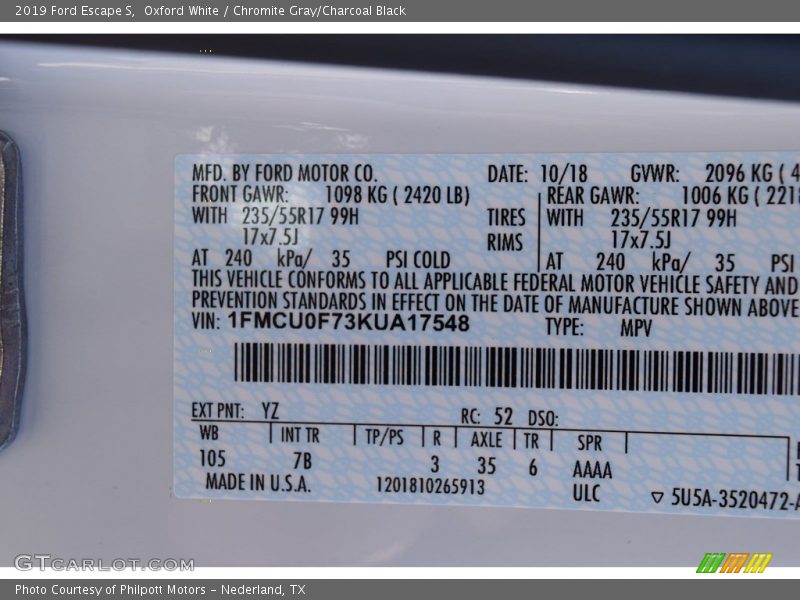 2019 Ford Escape S, Oxford White / Chromite Gray/Charcoal Black
MFD. BY FORD MOTOR CO. DATE: 10/18 GVWR: 2096 KG ( 4
FRONT GAWR: 1098 KG ( 2420 LB) REAR GAWR: 1006 KG ( 2218
WITH 235/55R17 99H TIRES WITH 235/55R17 99H
17x7.5J RIMS 17x7.5J
AT 240 kPa/ 35 PSI COLD AT 240 kPa/ 35 PSI
THIS VEHICLE CONFORMS TO ALL APPLICABLE FEDERAL MOTOR VEHICLE SAFETY AND
PREVENTION STANDARDS IN EFFECT ON THE DATE OF MANUFACTURE SHOWN ABOVE
VIN: 1FMCU0F73KUA17548 TYPE: MPV
EXT PNT: YZ RC: 52 DSO:
WB INT TR TP/PS R AXLE TR SPR
105 7B 3 35 6 AAAA
MADE IN U.S.A. 1201810265913 ULC ▽ 5U5A-3520472-A
GTCARLOT.COM
Photo Courtesy of Philpott Motors - Nederland, TX